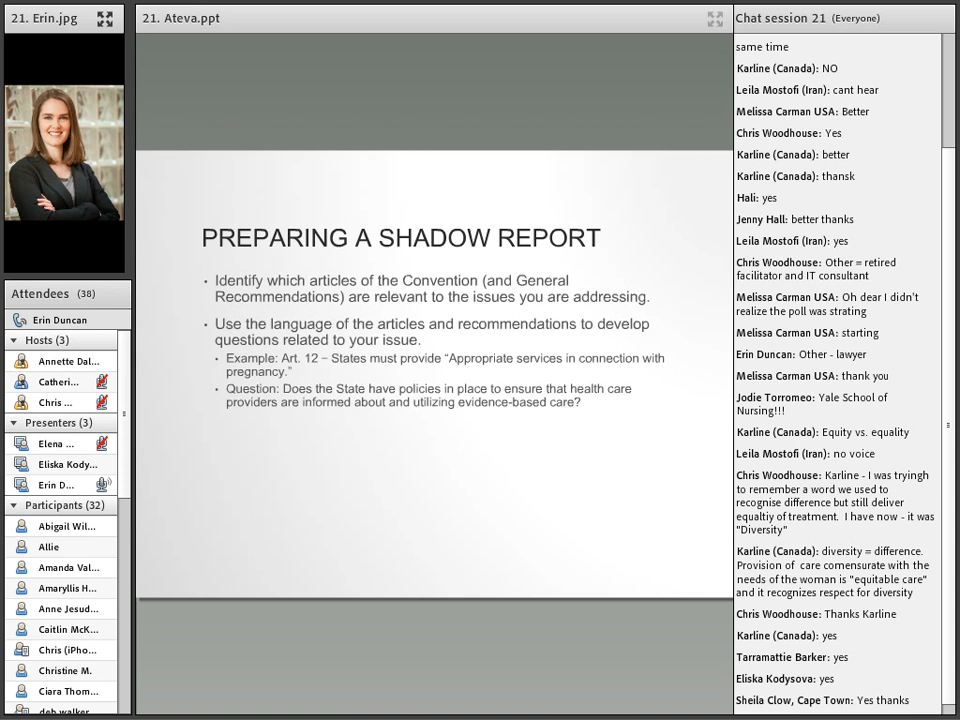 21. Erin.jpg
Attendees (38)
Erin Duncan
Hosts (3)
Annette Dal...
Catheri...
Chris ...
Presenters (3)
Elena ...
Eliska Kody...
Erin D...
Participants (32)
Abigail Wil...
Allie
Amanda Val...
Amaryllis H...
Anne Jesud...
Caitlin McK...
Chris (iPho...
Christine M.
Ciara Thom...
deb walker
21. Ateva.ppt
PREPARING A SHADOW REPORT
• Identify which articles of the Convention (and General
Recommendations) are relevant to the issues you are addressing.
• Use the language of the articles and recommendations to develop
questions related to your issue.
• Example: Art. 12 – States must provide “Appropriate services in connection with
pregnancy.”
• Question: Does the State have policies in place to ensure that health care
providers are informed about and utilizing evidence-based care?
Chat session 21 (Everyone)
same time
Karline (Canada): NO
Leila Mostofi (Iran): cant hear
Melissa Carman USA: Better
Chris Woodhouse: Yes
Karline (Canada): better
Karline (Canada): thansk
Hali: yes
Jenny Hall: better thanks
Leila Mostofi (Iran): yes
Chris Woodhouse: Other = retired
facilitator and IT consultant
Melissa Carman USA: Oh dear I didn't
realize the poll was strating
Melissa Carman USA: starting
Erin Duncan: Other - lawyer
Melissa Carman USA: thank you
Jodie Torromeo: Yale School of
Nursing!!!
Karline (Canada): Equity vs. equality
Leila Mostofi (Iran): no voice
Chris Woodhouse: Karline - I was tryingh
to remember a word we used to
recognise difference but still deliver
equaltiy of treatment. I have now - it was
"Diversity"
Karline (Canada): diversity = difference.
Provision of care comensurate with the
needs of the woman is "equitable care"
and it recognizes respect for diversity
Chris Woodhouse: Thanks Karline
Karline (Canada): yes
Tarramattie Barker: yes
Eliska Kodysova: yes
Sheila Clow, Cape Town: Yes thanks